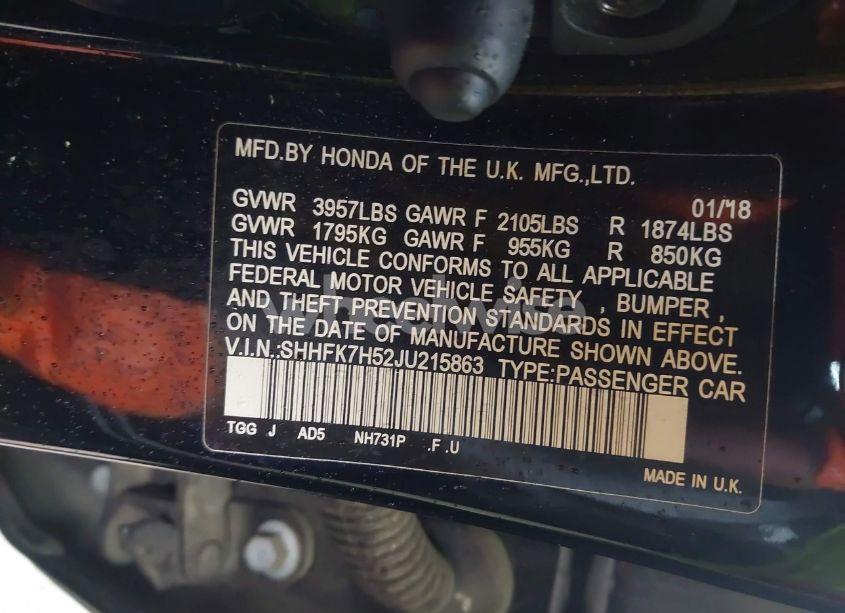 MFD.BY HONDA OF THE U.K. MFG.,LTD.
01/'18
GVWR 3957LBS GAWR F 2105LBS R 1874LBS
GVWR 1795KG GAWR F 955KG R 850KG
THIS VEHICLE CONFORMS TO ALL APPLICABLE
FEDERAL MOTOR VEHICLE SAFETY , BUMPER ,
AND THEFT PREVENTION STANDARDS IN EFFECT
ON THE DATE OF MANUFACTURE SHOWN ABOVE.
V.I.N.:SHHFK7H52JU215863 TYPE:PASSENGER CAR
TGG J AD5 NH731P .F .U
MADE IN U.K.